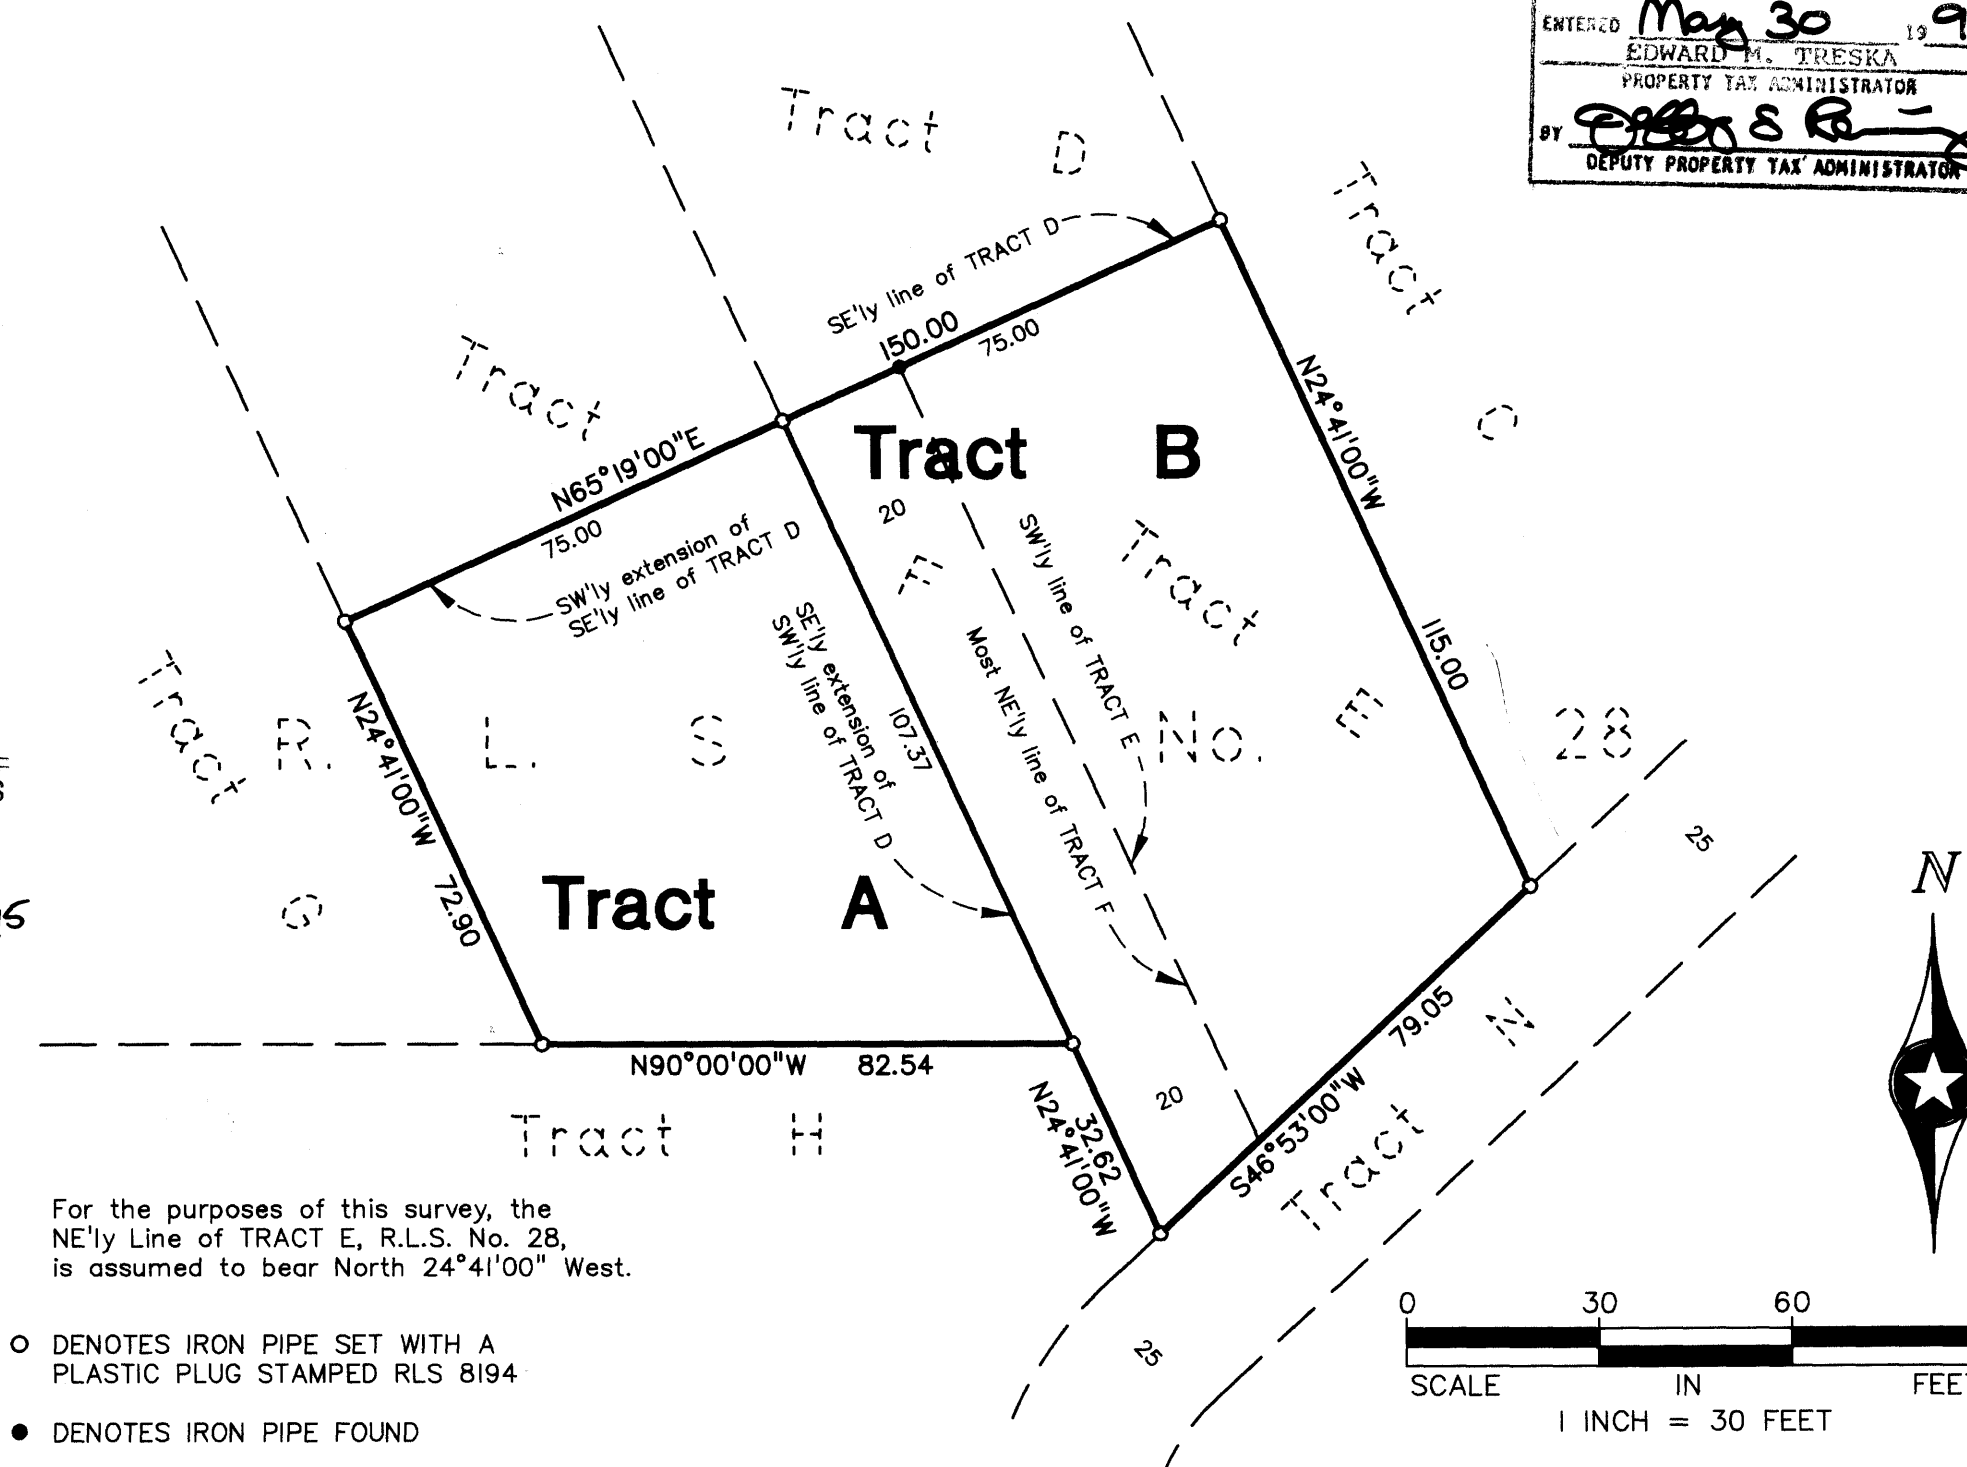 ENTERED May 30 19 9
EDWARD M. TRESKA
PROPERTY TAX ADMINISTRATOR
BY
DEPUTY PROPERTY TAX ADMINISTRATOR
Tract D
Tract C
SE'ly line of TRACT D
150.00
75.00
Tract
N65°19'00"E
75.00
SW'ly extension of
SE'ly line of TRACT D
Tract B
N24°41'00"W
115.00
20
F
Tract E
SW'ly line of TRACT E
Most NE'ly line of TRACT F
SE'ly extension of
SW'ly line of TRACT D
107.37
Tract G
R. L. S No. 28
N24°41'00"W
72.90
Tract A
25
N
N90°00'00"W 82.54
Tract H
32.62
N24°41'00"W
20
79.05
S46°53'00"W
Tract N
25
For the purposes of this survey, the
NE'ly Line of TRACT E, R.L.S. No. 28,
is assumed to bear North 24°41'00" West.
DENOTES IRON PIPE SET WITH A
PLASTIC PLUG STAMPED RLS 8194
DENOTES IRON PIPE FOUND
0 30 60
SCALE IN FEET
1 INCH = 30 FEET